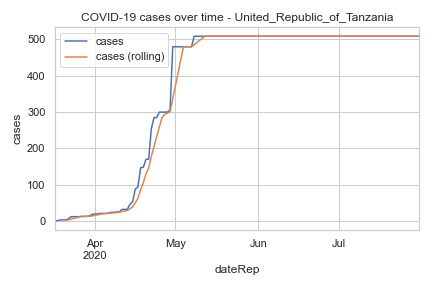 COVID-19 cases over time - United_Republic_of_Tanzania
cases
cases (rolling)
500
400
300
200
100
0
cases
Apr
2020
May
Jun
Jul
dateRep